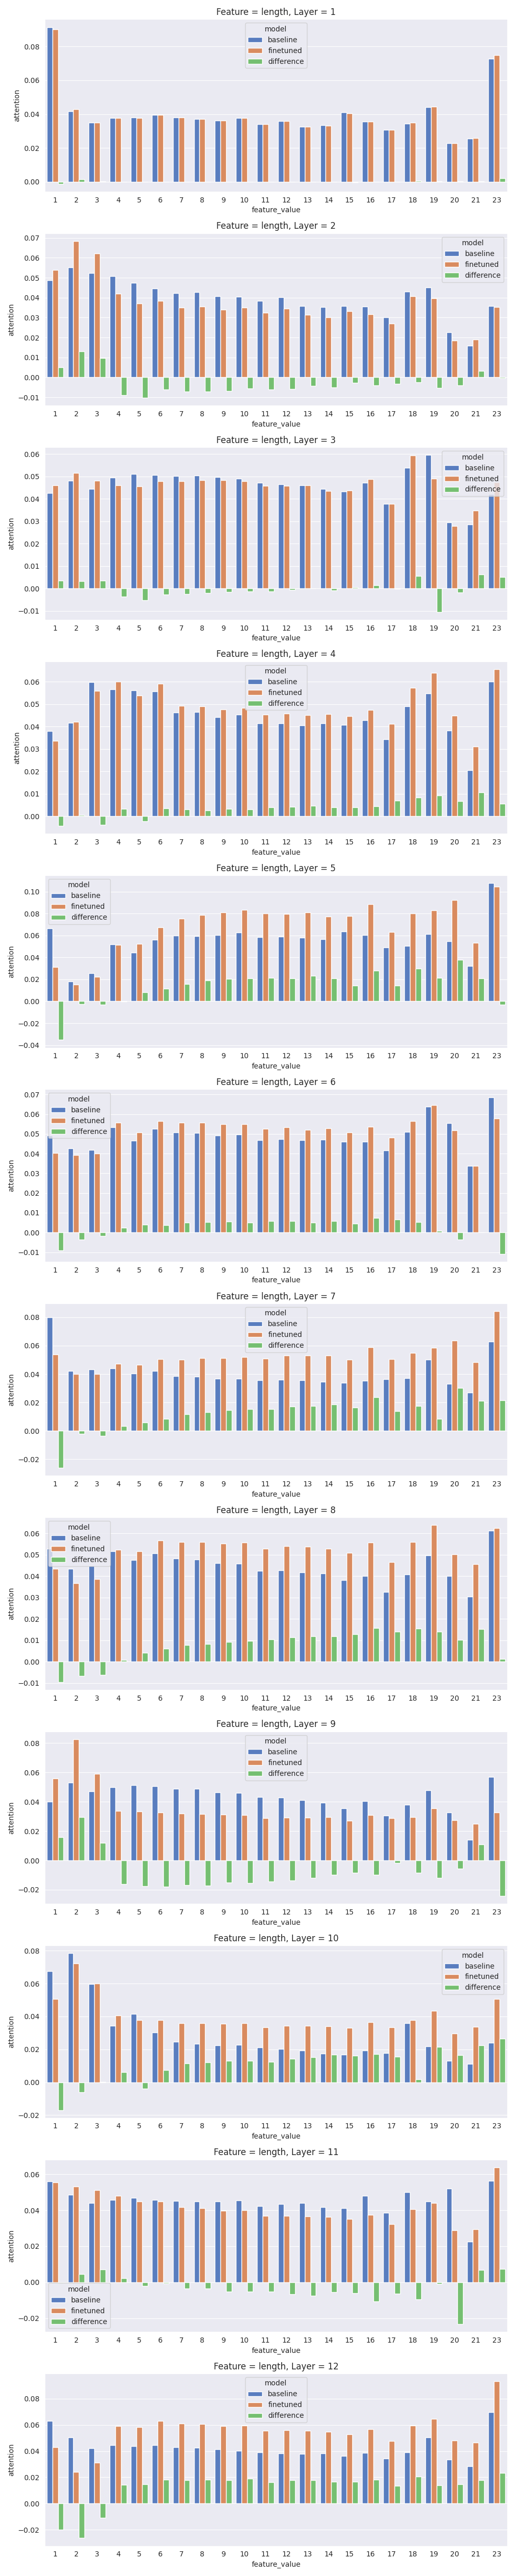 Feature = length, Layer = 1
attention
0.08
0.06
0.04
0.02
0.00
model
baseline
finetuned
difference
1 2 3 4 5 6 7 8 9 10 11 12 13 14 15 16 17 18 19 20 21 23
feature_value
Feature = length, Layer = 2
attention
0.07
0.06
0.05
0.04
0.03
0.02
0.01
0.00
−0.01
model
baseline
finetuned
difference
1 2 3 4 5 6 7 8 9 10 11 12 13 14 15 16 17 18 19 20 21 23
feature_value
Feature = length, Layer = 3
attention
0.06
0.05
0.04
0.03
0.02
0.01
0.00
−0.01
model
baseline
finetuned
difference
1 2 3 4 5 6 7 8 9 10 11 12 13 14 15 16 17 18 19 20 21 23
feature_value
Feature = length, Layer = 4
attention
0.06
0.05
0.04
0.03
0.02
0.01
0.00
model
baseline
finetuned
difference
1 2 3 4 5 6 7 8 9 10 11 12 13 14 15 16 17 18 19 20 21 23
feature_value
Feature = length, Layer = 5
attention
0.10
0.08
0.06
0.04
0.02
0.00
−0.02
−0.04
model
baseline
finetuned
difference
1 2 3 4 5 6 7 8 9 10 11 12 13 14 15 16 17 18 19 20 21 23
feature_value
Feature = length, Layer = 6
attention
0.07
0.06
0.05
0.04
0.03
0.02
0.01
0.00
−0.01
model
baseline
finetuned
difference
1 2 3 4 5 6 7 8 9 10 11 12 13 14 15 16 17 18 19 20 21 23
feature_value
Feature = length, Layer = 7
attention
0.08
0.06
0.04
0.02
0.00
−0.02
model
baseline
finetuned
difference
1 2 3 4 5 6 7 8 9 10 11 12 13 14 15 16 17 18 19 20 21 23
feature_value
Feature = length, Layer = 8
attention
0.06
0.05
0.04
0.03
0.02
0.01
0.00
−0.01
model
baseline
finetuned
difference
1 2 3 4 5 6 7 8 9 10 11 12 13 14 15 16 17 18 19 20 21 23
feature_value
Feature = length, Layer = 9
attention
0.08
0.06
0.04
0.02
0.00
−0.02
model
baseline
finetuned
difference
1 2 3 4 5 6 7 8 9 10 11 12 13 14 15 16 17 18 19 20 21 23
feature_value
Feature = length, Layer = 10
attention
0.08
0.06
0.04
0.02
0.00
−0.02
model
baseline
finetuned
difference
1 2 3 4 5 6 7 8 9 10 11 12 13 14 15 16 17 18 19 20 21 23
feature_value
Feature = length, Layer = 11
attention
0.06
0.04
0.02
0.00
−0.02
model
baseline
finetuned
difference
1 2 3 4 5 6 7 8 9 10 11 12 13 14 15 16 17 18 19 20 21 23
feature_value
Feature = length, Layer = 12
attention
0.08
0.06
0.04
0.02
0.00
−0.02
model
baseline
finetuned
difference
1 2 3 4 5 6 7 8 9 10 11 12 13 14 15 16 17 18 19 20 21 23
feature_value